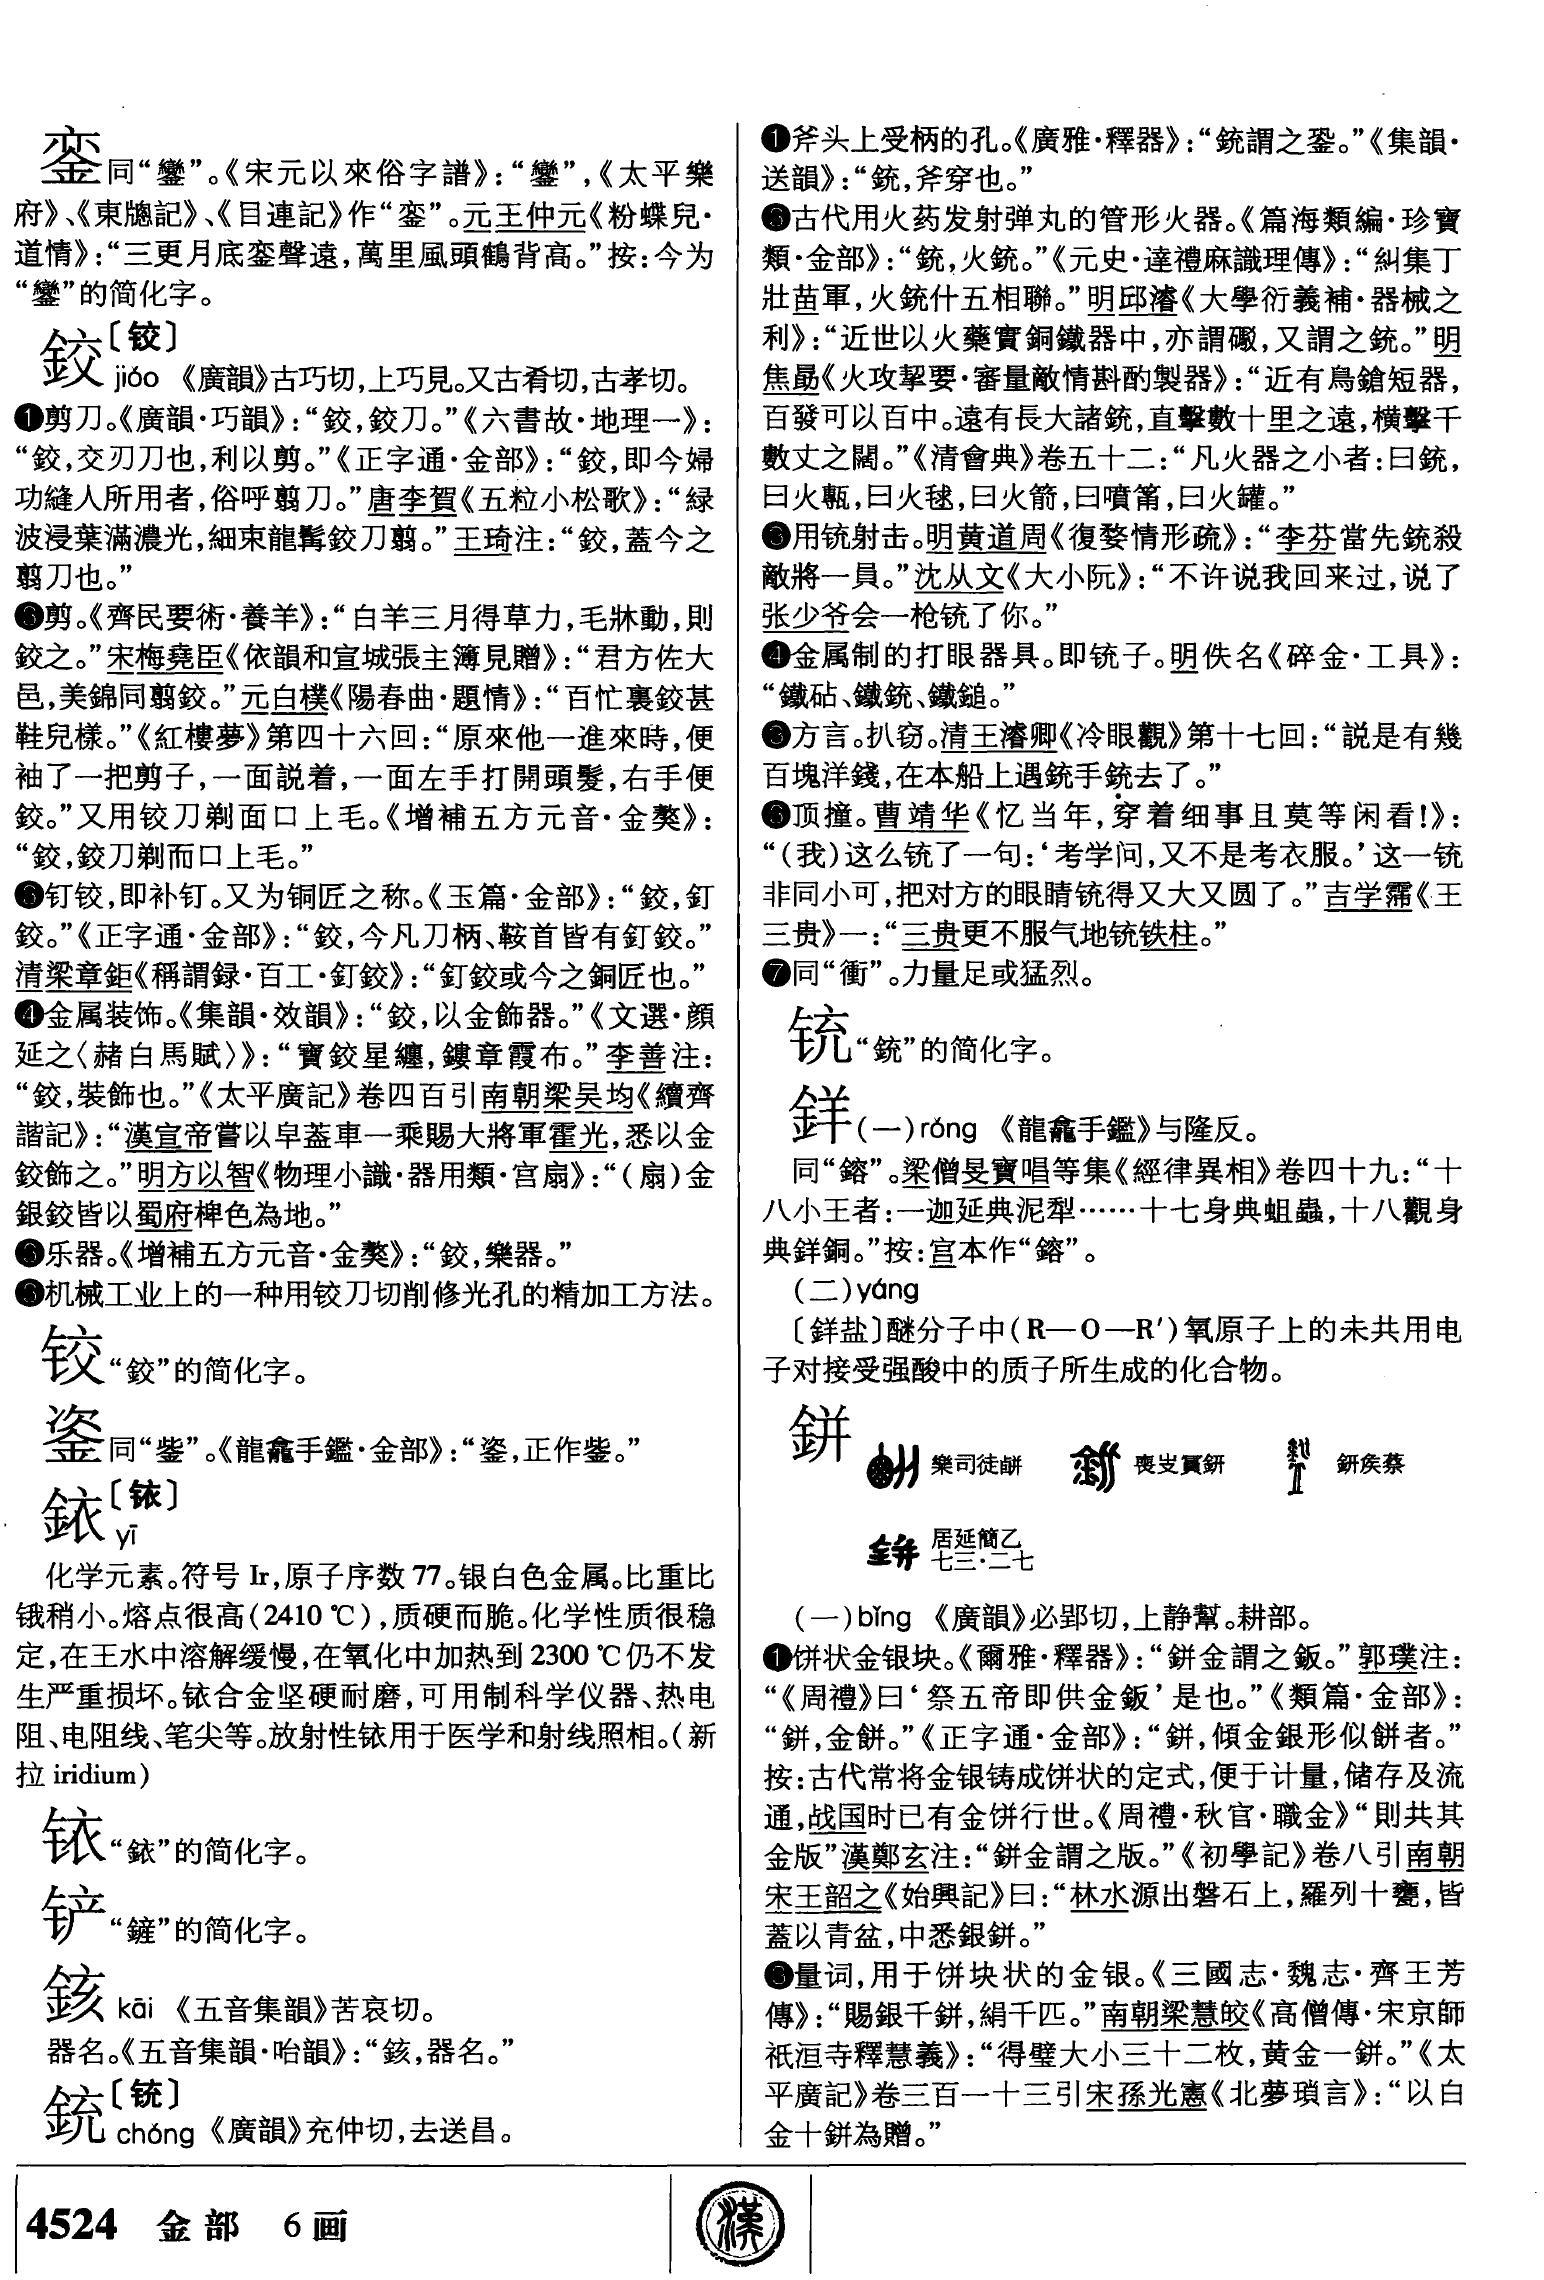 銮同“鑾”。《宋元以來俗字譜》：“鑾”，《太平樂
府》、《東牕記》、《目連記》作“銮”。元王仲元《粉蝶兒·
道情》：“三更月底銮聲遠，萬里風頭鶴背高。”按：今为
“鑾”的简化字。
鉸〔铰〕
jiǎo 《廣韻》古巧切，上巧見。又古肴切，古孝切。
❶剪刀。《廣韻·巧韻》：“鉸，鉸刀。”《六書故·地理一》：
“鉸，交刃刀也，利以剪。”《正字通·金部》：“鉸，即今婦
功縫人所用者，俗呼翦刀。”唐李賀《五粒小松歌》：“緑
波浸葉滿濃光，細束龍髯鉸刀翦。”王琦注：“鉸，蓋今之
翦刀也。”
❷剪。《齊民要術·養羊》：“白羊三月得草力，毛牀動，則
鉸之。”宋梅堯臣《依韻和宣城張主簿見贈》：“君方佐大
邑，美錦同翦鉸。”元白樸《陽春曲·題情》：“百忙裏鉸甚
鞋兒樣。”《紅樓夢》第四十六回：“原來他一進來時，便
袖了一把剪子，一面説着，一面左手打開頭髮，右手便
鉸。”又用铰刀剃面口上毛。《增補五方元音·金獒》：
“鉸，鉸刀剃而口上毛。”
❸钉铰，即补钉。又为铜匠之称。《玉篇·金部》：“鉸，釘
鉸。”《正字通·金部》：“鉸，今凡刀柄、鞍首皆有釘鉸。”
清梁章鉅《稱謂録·百工·釘鉸》：“釘鉸或今之銅匠也。”
❹金属装饰。《集韻·效韻》：“鉸，以金飾器。”《文選·顔
延之〈赭白馬賦〉》：“寶鉸星纏，鏤章霞布。”李善注：
“鉸，裝飾也。”《太平廣記》卷四百引南朝梁吴均《續齊
諧記》：“漢宣帝嘗以皁蓋車一乘賜大將軍霍光，悉以金
鉸飾之。”明方以智《物理小識·器用類·宫扇》：“（扇）金
銀鉸皆以蜀府椑色為地。”
❺乐器。《增補五方元音·金獒》：“鉸，樂器。”
❻机械工业上的一种用铰刀切削修光孔的精加工方法。
铰“鉸”的简化字。
鿍同“鈭”。《龍龕手鑑·金部》：“鿍，正作鈭。”
銥〔铱〕
yī
化学元素。符号 Ir，原子序数 77。银白色金属。比重比
锇稍小。熔点很高（2410 ℃），质硬而脆。化学性质很稳
定，在王水中溶解缓慢，在氧化中加热到 2300 ℃仍不发
生严重损坏。铱合金坚硬耐磨，可用制科学仪器、热电
阻、电阻线、笔尖等。放射性铱用于医学和射线照相。（新
拉 iridium）
铱“銥”的简化字。
铲“鏟”的简化字。
䤤 kāi 《五音集韻》苦哀切。
器名。《五音集韻·咍韻》：“䤤，器名。”
銃〔铳〕
chòng 《廣韻》充仲切，去送昌。
❶斧头上受柄的孔。《廣雅·釋器》：“銃謂之銎。”《集韻·
送韻》：“銃，斧穿也。”
❷古代用火药发射弹丸的管形火器。《篇海類編·珍寶
類·金部》：“銃，火銃。”《元史·達禮麻識理傳》：“糾集丁
壯苗軍，火銃什五相聯。”明邱濬《大學衍義補·器械之
利》：“近世以火藥實銅鐵器中，亦謂礮，又謂之銃。”明
焦勗《火攻挈要·審量敵情斟酌製器》：“近有鳥鎗短器，
百發可以百中。遠有長大諸銃，直擊數十里之遠，横擊千
數丈之闊。”《清會典》卷五十二：“凡火器之小者：曰銃，
曰火甎，曰火毬，曰火箭，曰噴筩，曰火罐。”
❸用铳射击。明黄道周《復婺情形疏》：“李芬當先銃殺
敵將一員。”沈从文《大小阮》：“不许说我回来过，说了
张少爷会一枪铳了你。”
❹金属制的打眼器具。即铳子。明佚名《碎金·工具》：
“鐵砧、鐵銃、鐵鎚。”
❺方言。扒窃。清王濬卿《冷眼觀》第十七回：“説是有幾
百塊洋錢，在本船上遇銃手銃去了。”
❻顶撞。曹靖华《忆当年，穿着细事且莫等闲看！》：
“（我）这么铳了一句：‘考学问，又不是考衣服。’这一铳
非同小可，把对方的眼睛铳得又大又圆了。”吉学霈《王
三贵》一：“三贵更不服气地铳铁柱。”
❼同“衝”。力量足或猛烈。
铳“銃”的简化字。
鉡（一）rǒng 《龍龕手鑑》与隆反。
同“鎔”。梁僧旻寶唱等集《經律異相》卷四十九：“十
八小王者：一迦延典泥犁……十七身典蛆蟲，十八觀身
典銲銅。”按：宫本作“鎔”。
（二）yáng
〔𨦡盐〕醚分子中（R—O—R′）氧原子上的未共用电
子对接受强酸中的质子所生成的化合物。
鉼 樂司徒鉼 喪㕜𧶠鈃 鈃矦蔡
居延簡乙
七三·二七
（一）bǐng 《廣韻》必郢切，上静幫。耕部。
❶饼状金银块。《爾雅·釋器》：“鉼金謂之鈑。”郭璞注：
“《周禮》曰‘祭五帝即供金鈑’是也。”《類篇·金部》：
“鉼，金餅。”《正字通·金部》：“鉼，傾金銀形似餅者。”
按：古代常将金银铸成饼状的定式，便于计量，储存及流
通，战国时已有金饼行世。《周禮·秋官·職金》“則共其
金版”漢鄭玄注：“鉼金謂之版。”《初學記》卷八引南朝
宋王韶之《始興記》曰：“林水源出磐石上，羅列十甕，皆
蓋以青盆，中悉銀鉼。”
❷量词，用于饼块状的金银。《三國志·魏志·齊王芳
傳》：“賜銀千鉼，絹千匹。”南朝梁慧皎《高僧傳·宋京師
祇洹寺釋慧義》：“得璧大小三十二枚，黄金一鉼。”《太
平廣記》卷三百一十三引宋孫光憲《北夢瑣言》：“以白
金十鉼為贈。”
4524 金部 6画
漢